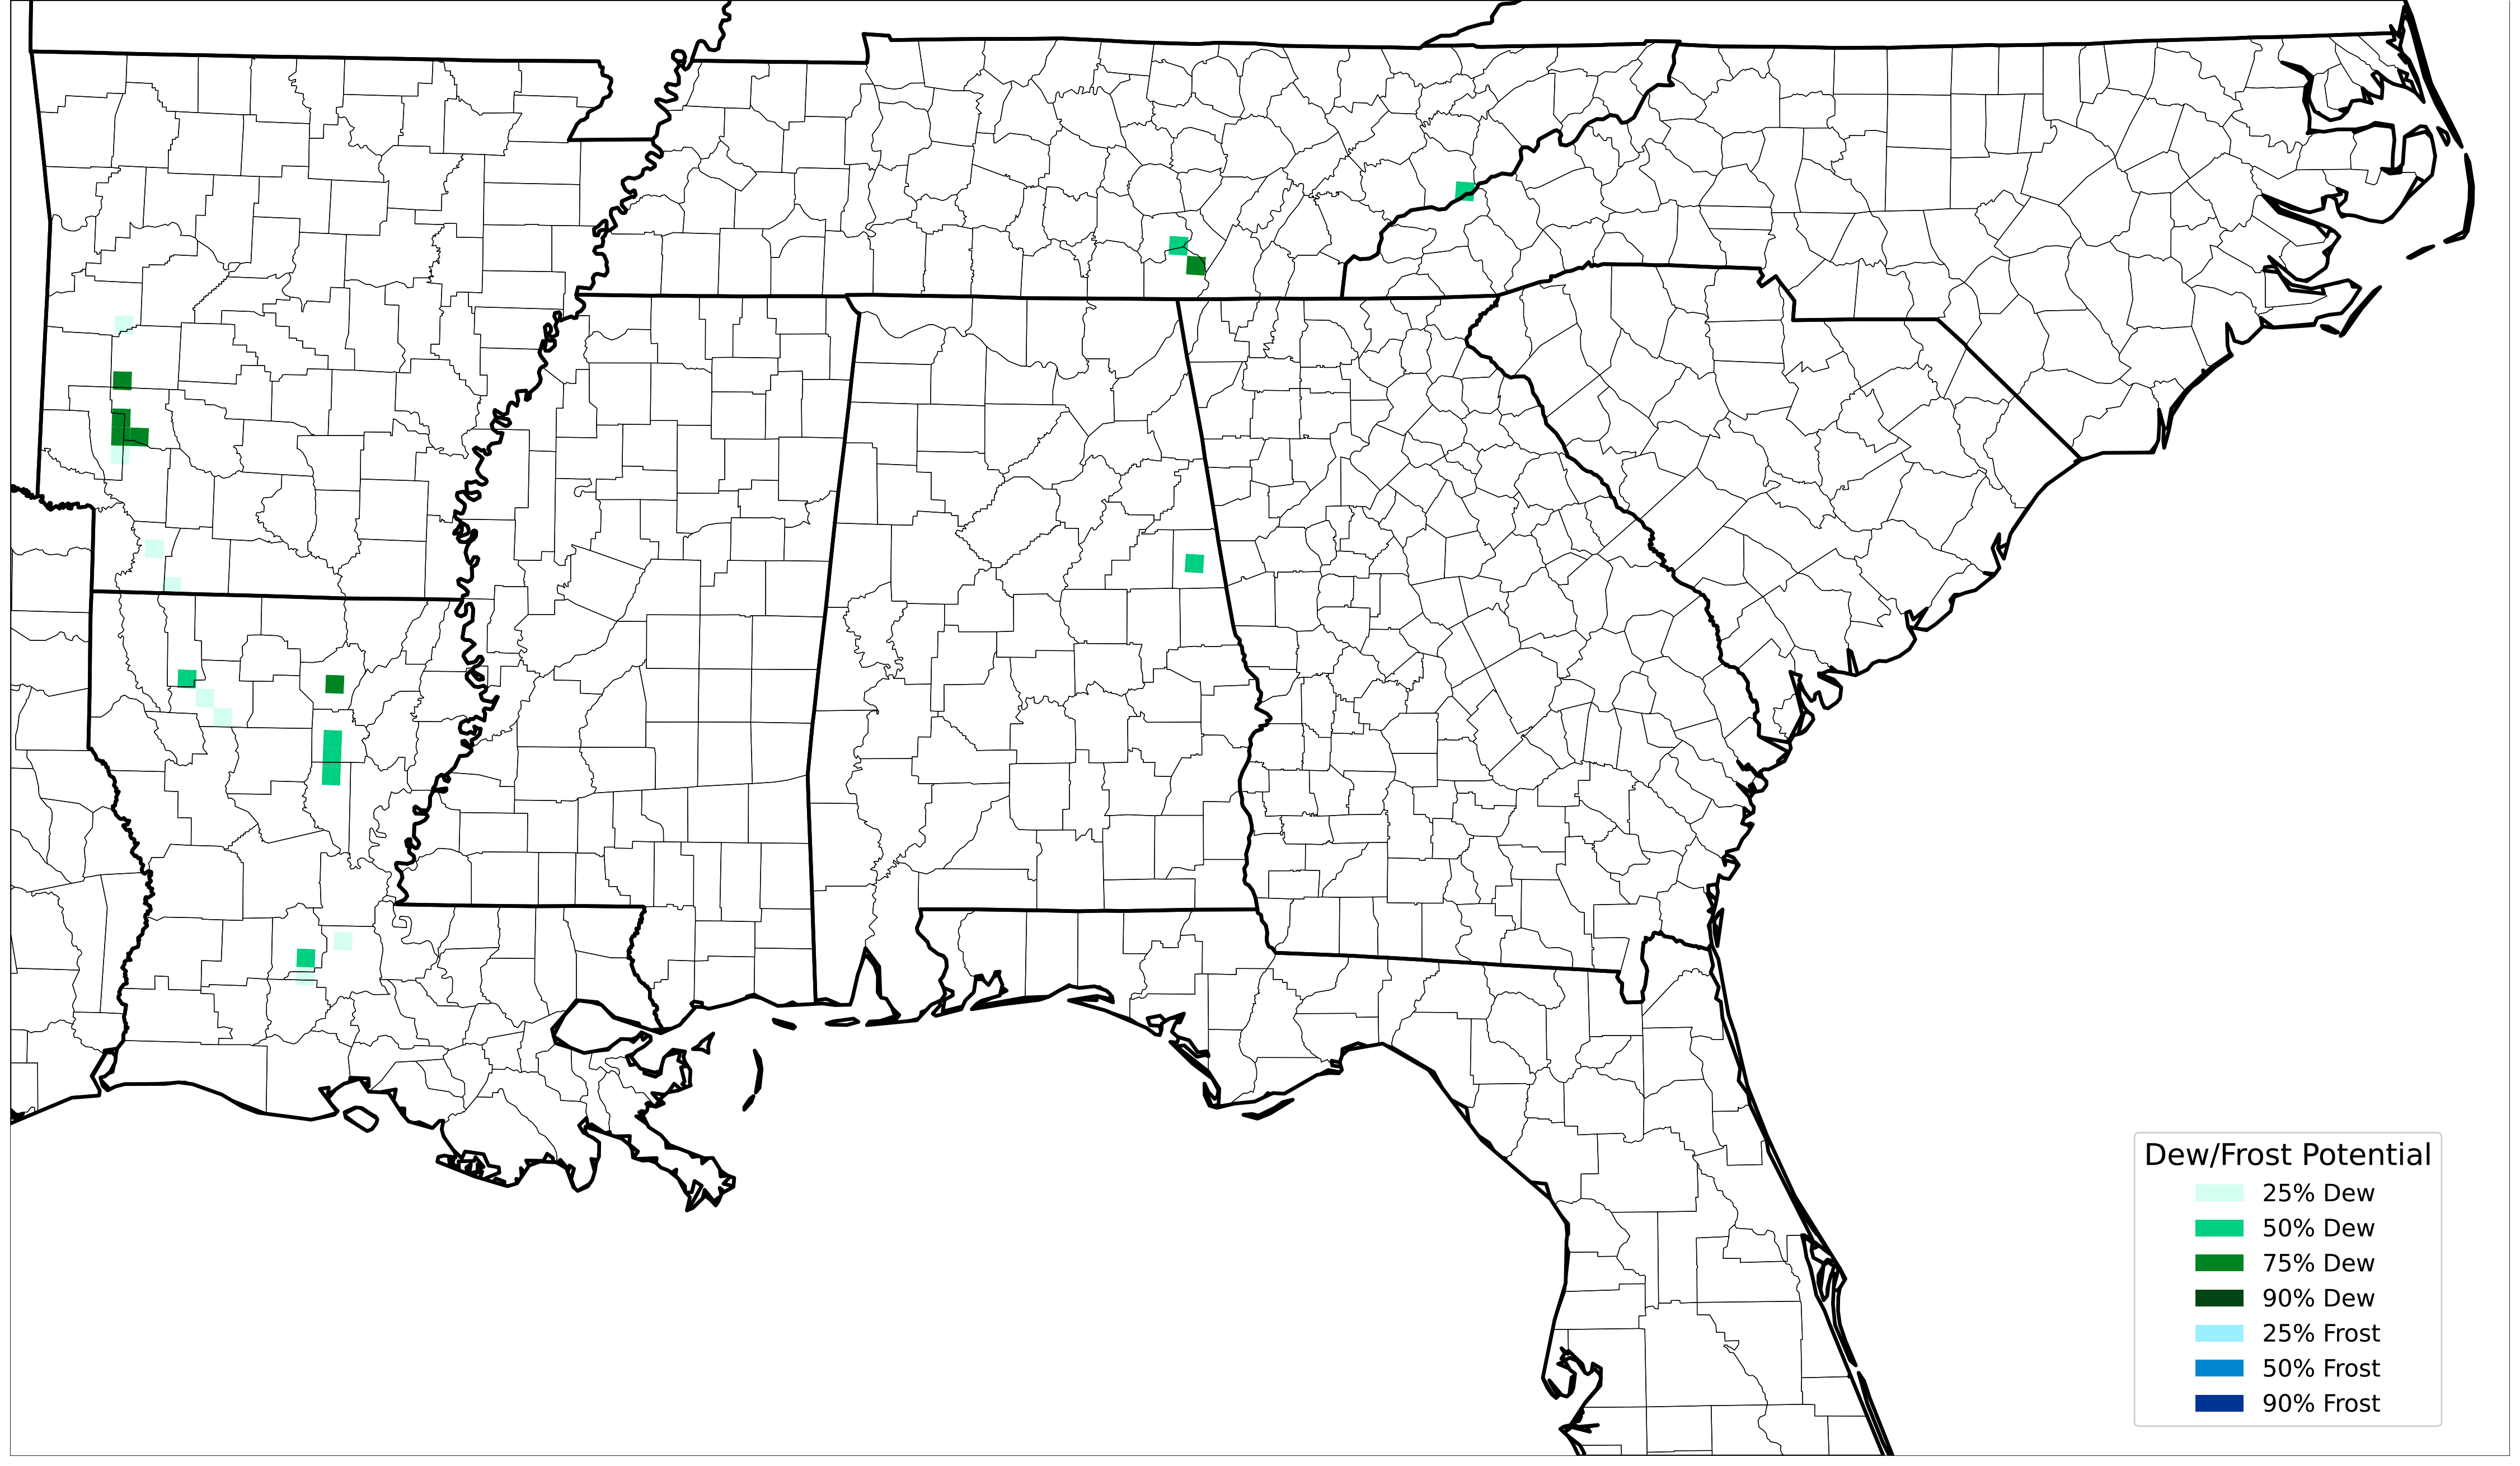 Dew/Frost Potential
25% Dew
50% Dew
75% Dew
90% Dew
25% Frost
50% Frost
90% Frost